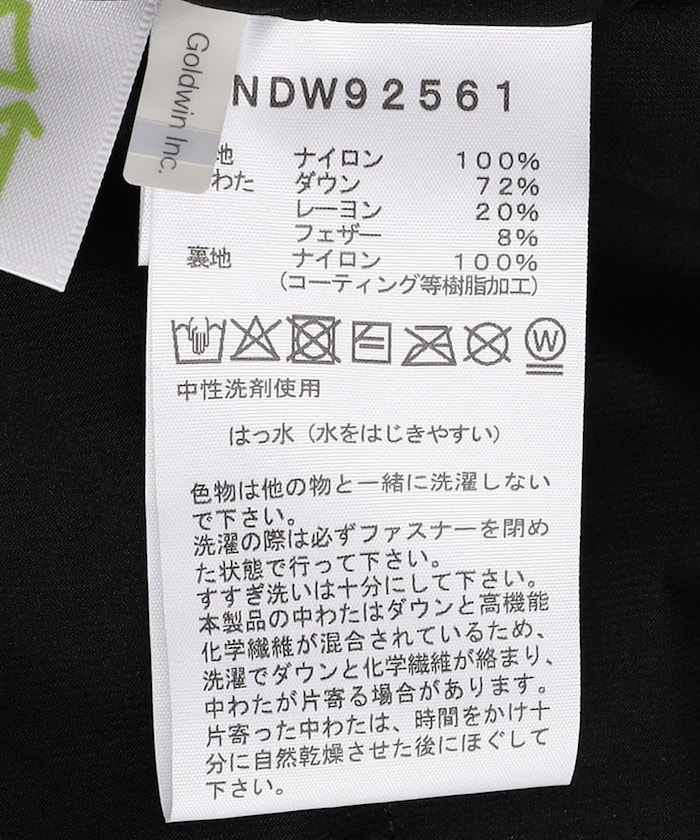 Goldwin Inc.
NDW92561
地 ナイロン 100%
わた ダウン 72%
レーヨン 20%
フェザー 8%
裏地 ナイロン 100%
(コーティング等樹脂加工)
W
中性洗剤使用
はっ水(水をはじきやすい)
色物は他の物と一緒に洗濯しない
で下さい。
洗濯の際は必ずファスナーを閉め
た状態で行って下さい。
すすぎ洗いは十分にして下さい。
本製品の中わたはダウンと高機能
化学繊維が混合されているため、
洗濯でダウンと化学繊維が絡まり、
中わたが片寄る場合があります。
片寄った中わたは、時間をかけ十
分に自然乾燥させた後にほぐして
下さい。